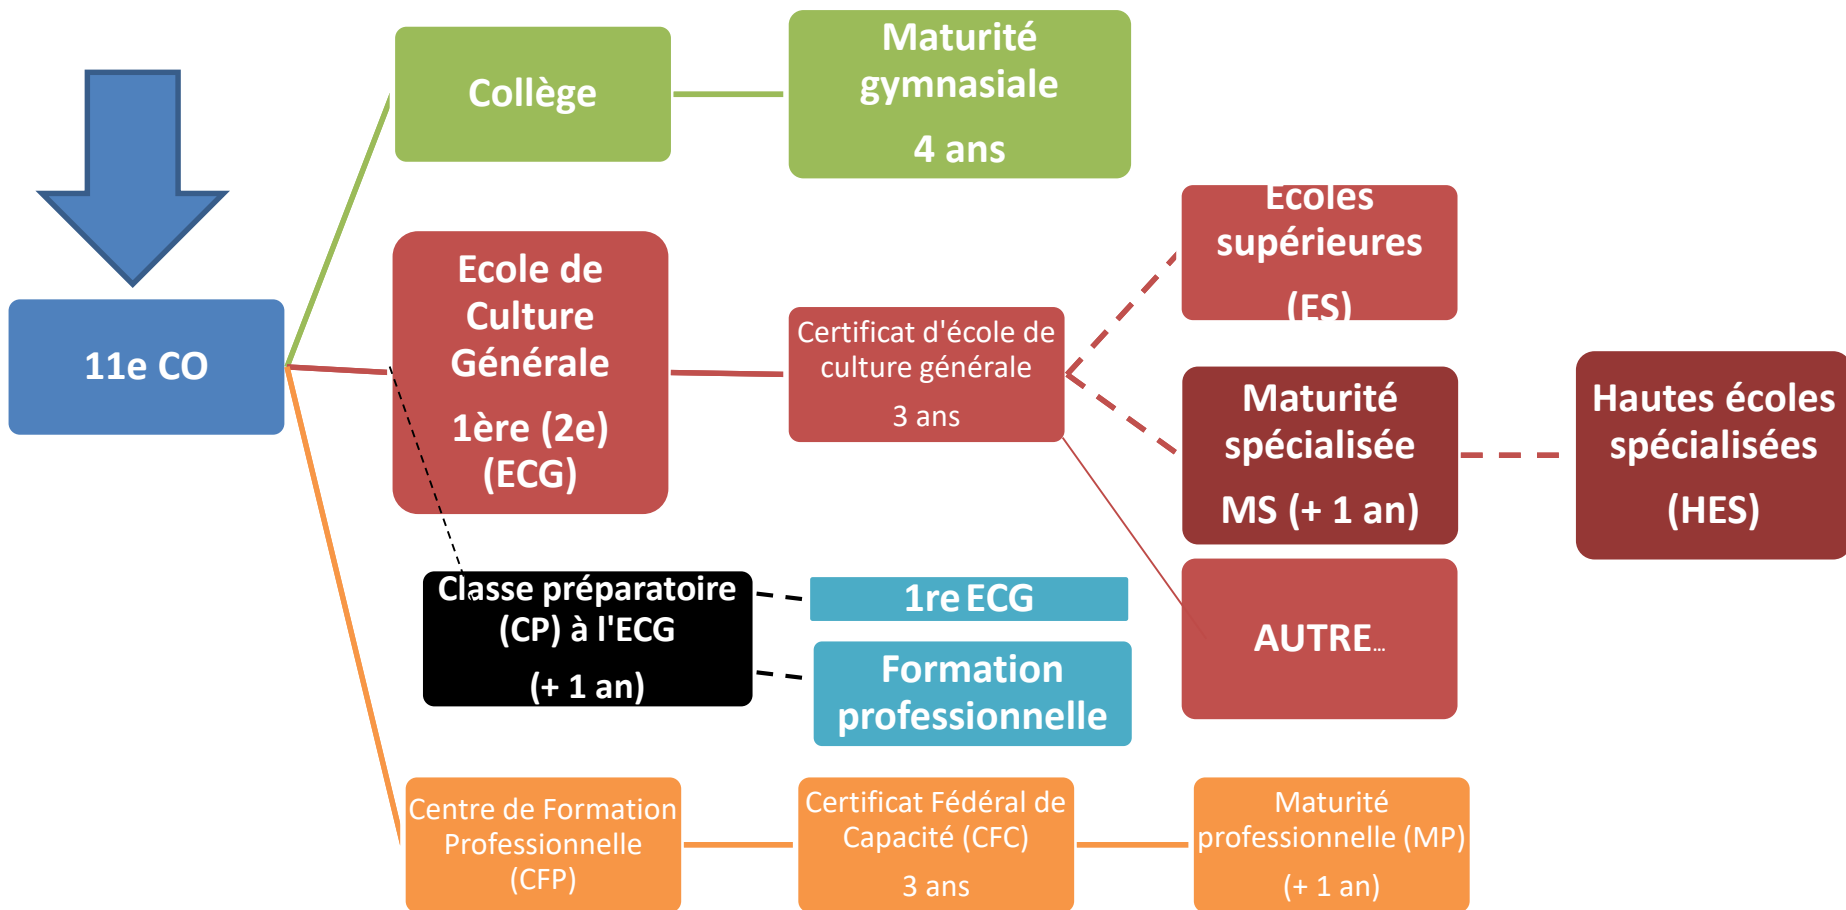 Collège
Maturité
gymnasiale
4 ans
11e CO
Ecole de
Culture
Générale
1ère (2e)
(ECG)
Certificat d'école de
culture générale
3 ans
Ecoles
supérieures
(ES)
Maturité
spécialisée
MS (+ 1 an)
Hautes écoles
spécialisées
(HES)
AUTRE...
Classe préparatoire
(CP) à l'ECG
(+ 1 an)
1re ECG
Formation
professionnelle
Centre de Formation
Professionnelle
(CFP)
Certificat Fédéral de
Capacité (CFC)
3 ans
Maturité
professionnelle (MP)
(+ 1 an)